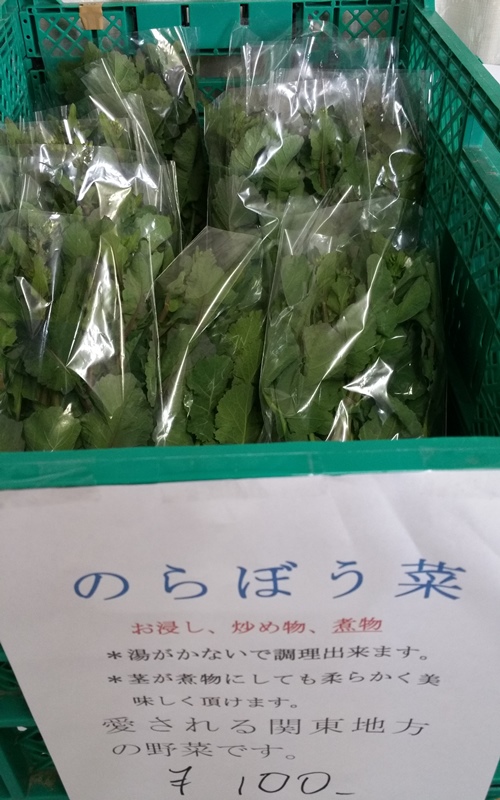 のらぼう菜
お浸し、炒め物、煮物
＊湯がかないで調理出来ます。
＊茎が煮物にしても柔らかく美
味しく頂けます。
愛される関東地方
の野菜です。
¥ 100-